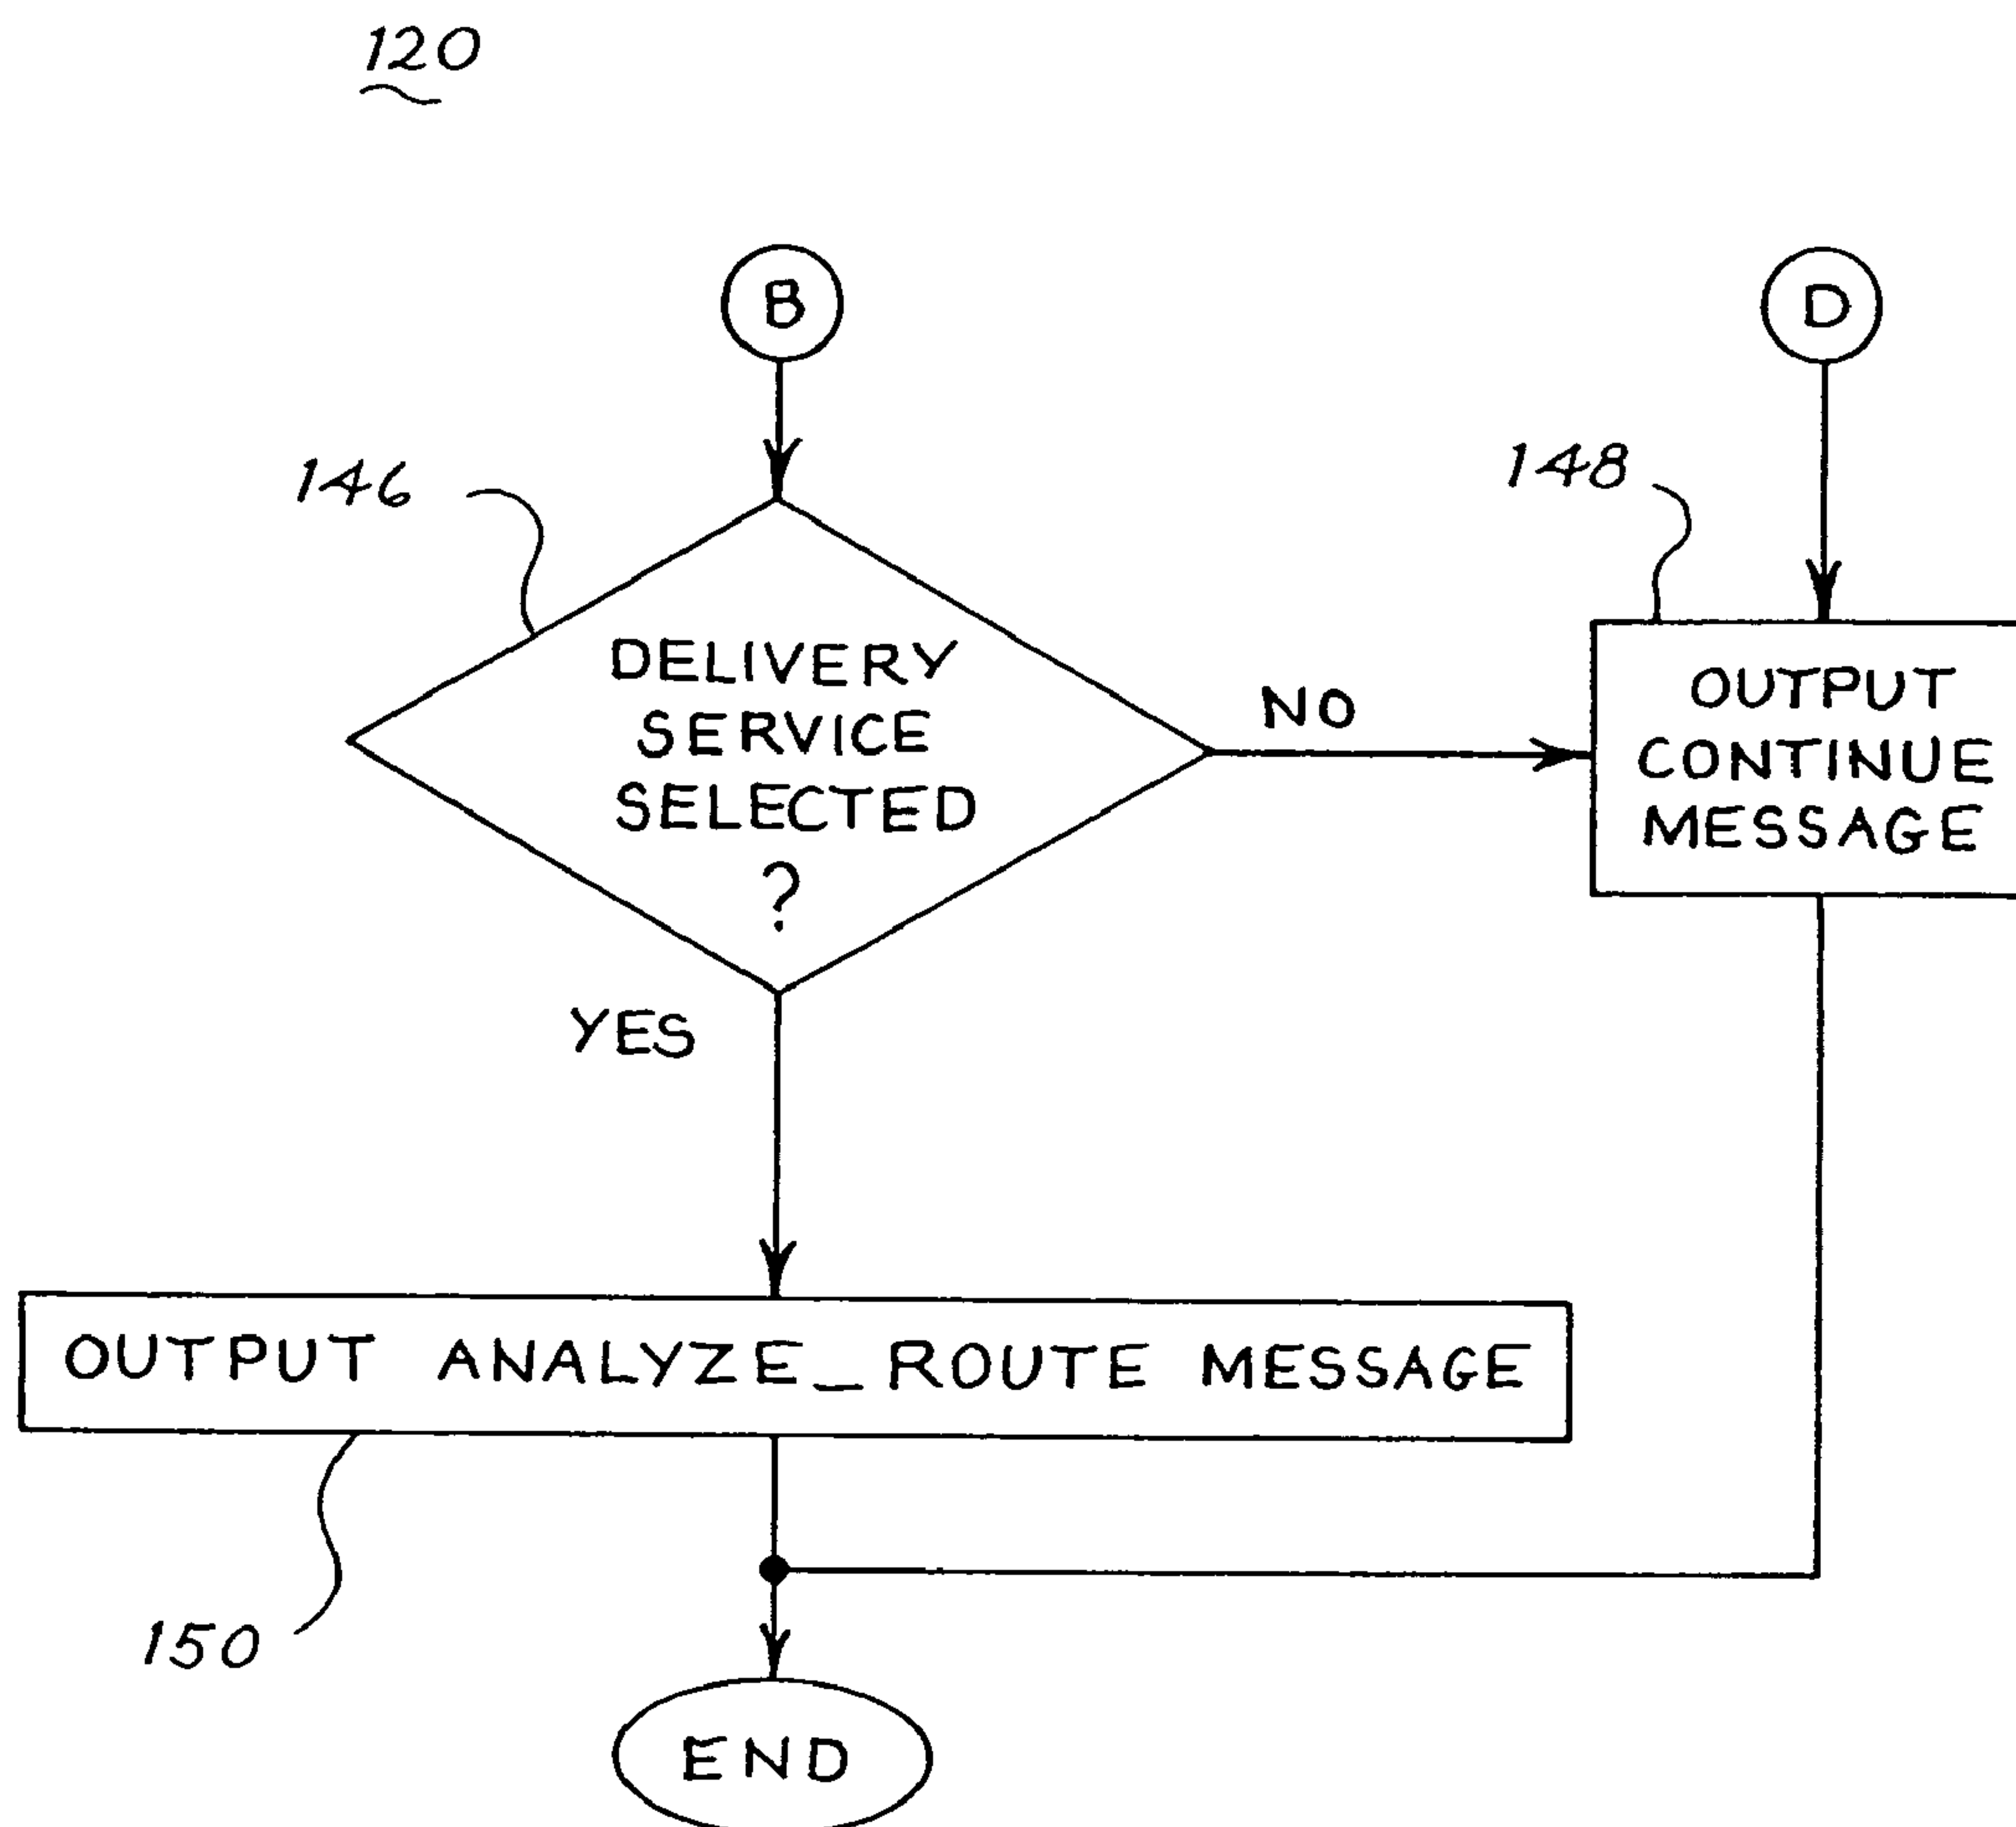 120
B
D
146
148
DELIVERY
SERVICE
SELECTED
?
NO
OUTPUT
CONTINUE
MESSAGE
YES
OUTPUT ANALYZE_ROUTE MESSAGE
150
END